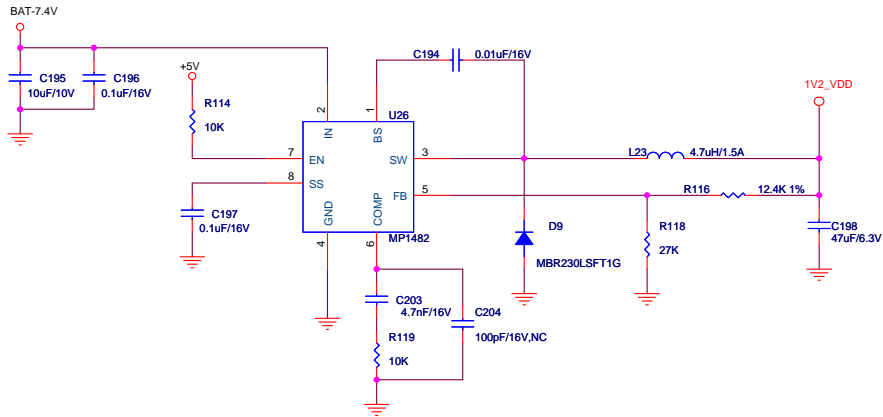 BAT-7.4V
C195
10uF/10V
C196
0.1uF/16V
+5V
R114
10K
C194
0.01uF/16V
1V2_VDD
U26
2
1
IN
BS
7
EN
SW
3
L23
4.7uH/1.5A
8
SS
FB
5
R116
12.4K 1%
GND
COMP
MP1482
4
6
C197
0.1uF/16V
D9
MBR230LSFT1G
R118
27K
C198
47uF/6.3V
C203
4.7nF/16V
C204
100pF/16V,NC
R119
10K